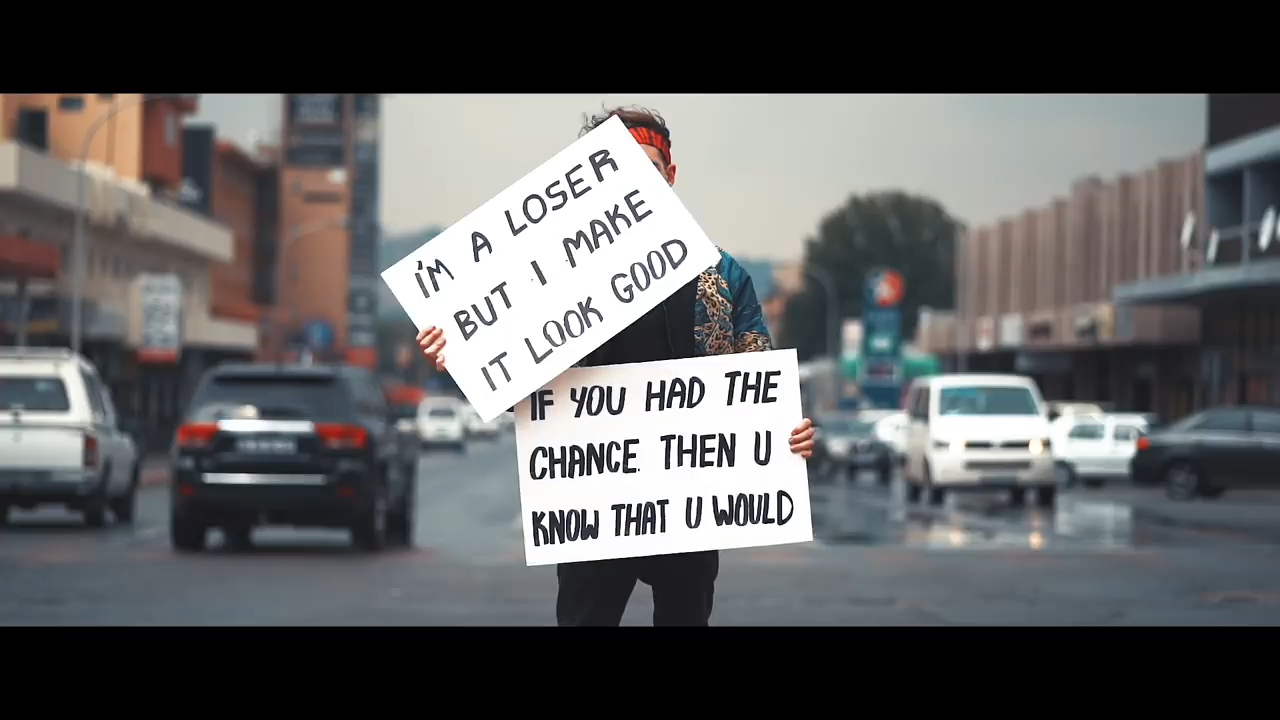 I'M A LOSER
BUT I MAKE
IT LOOK GOOD
IF YOU HAD THE
CHANCE THEN U
KNOW THAT U WOULD